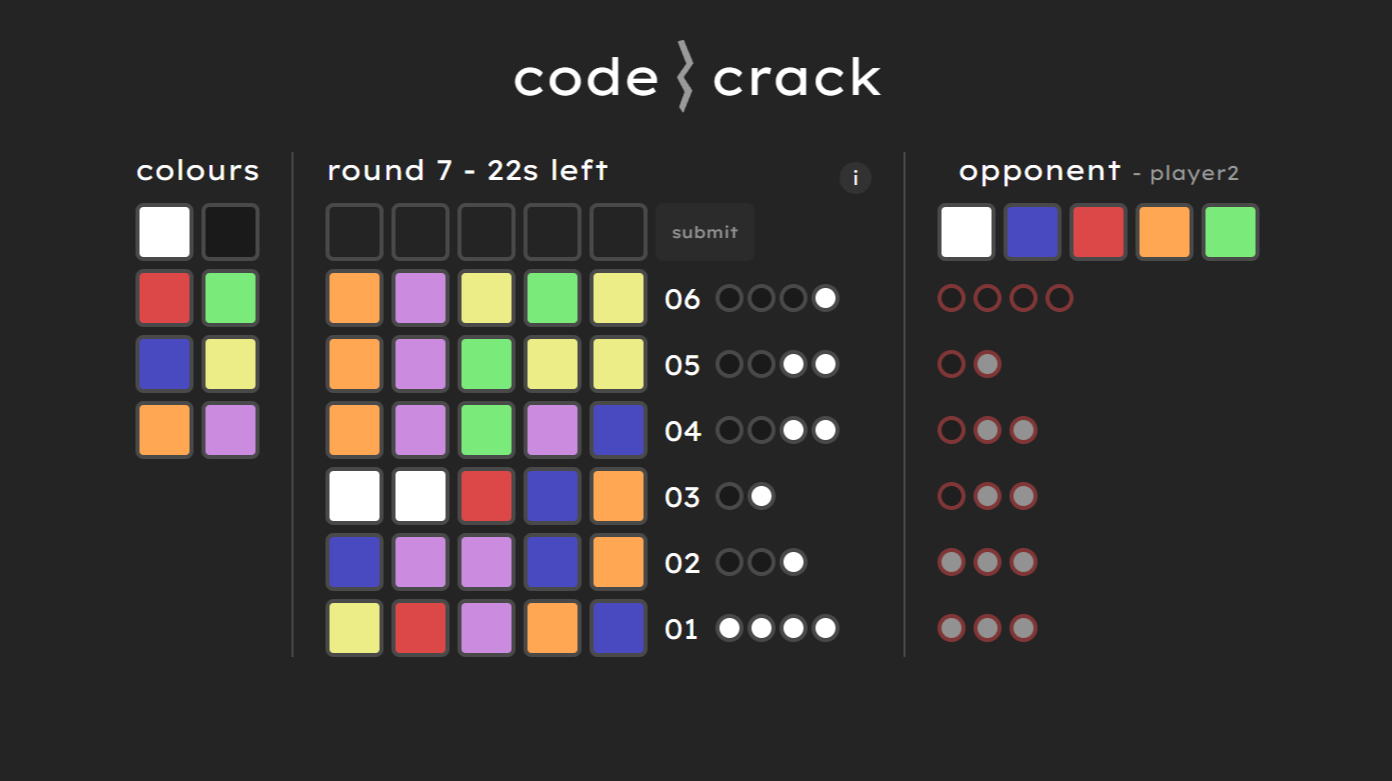 code crack
colours
round 7 - 22s left
i
opponent - player2
submit
06
05
04
03
02
01